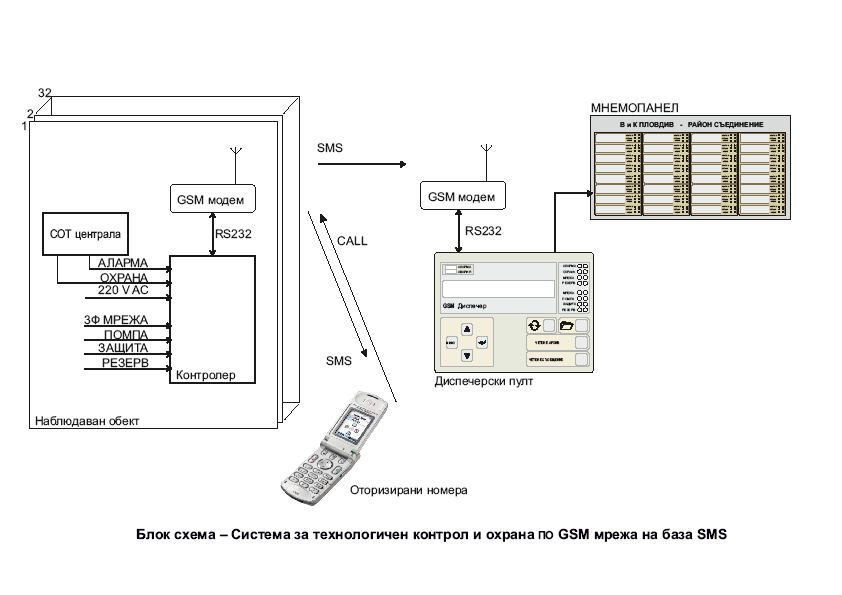 32
2
1
МНЕМОПАНЕЛ
В и К ПЛОВДИВ - РАЙОН СЪЕДИНЕНИЕ
SMS
GSM модем
GSM модем
СОТ централа
RS232
RS232
CALL
АЛАРМА
ОХРАНА
220 V AC
3Ф МРЕЖА
ПОМПА
ЗАЩИТА
РЕЗЕРВ
Контролер
GSM Диспечер
SMS
Диспечерски пулт
Наблюдаван обект
Оторизирани номера
Блок схема – Система за технологичен контрол и охрана по GSM мрежа на база SMS